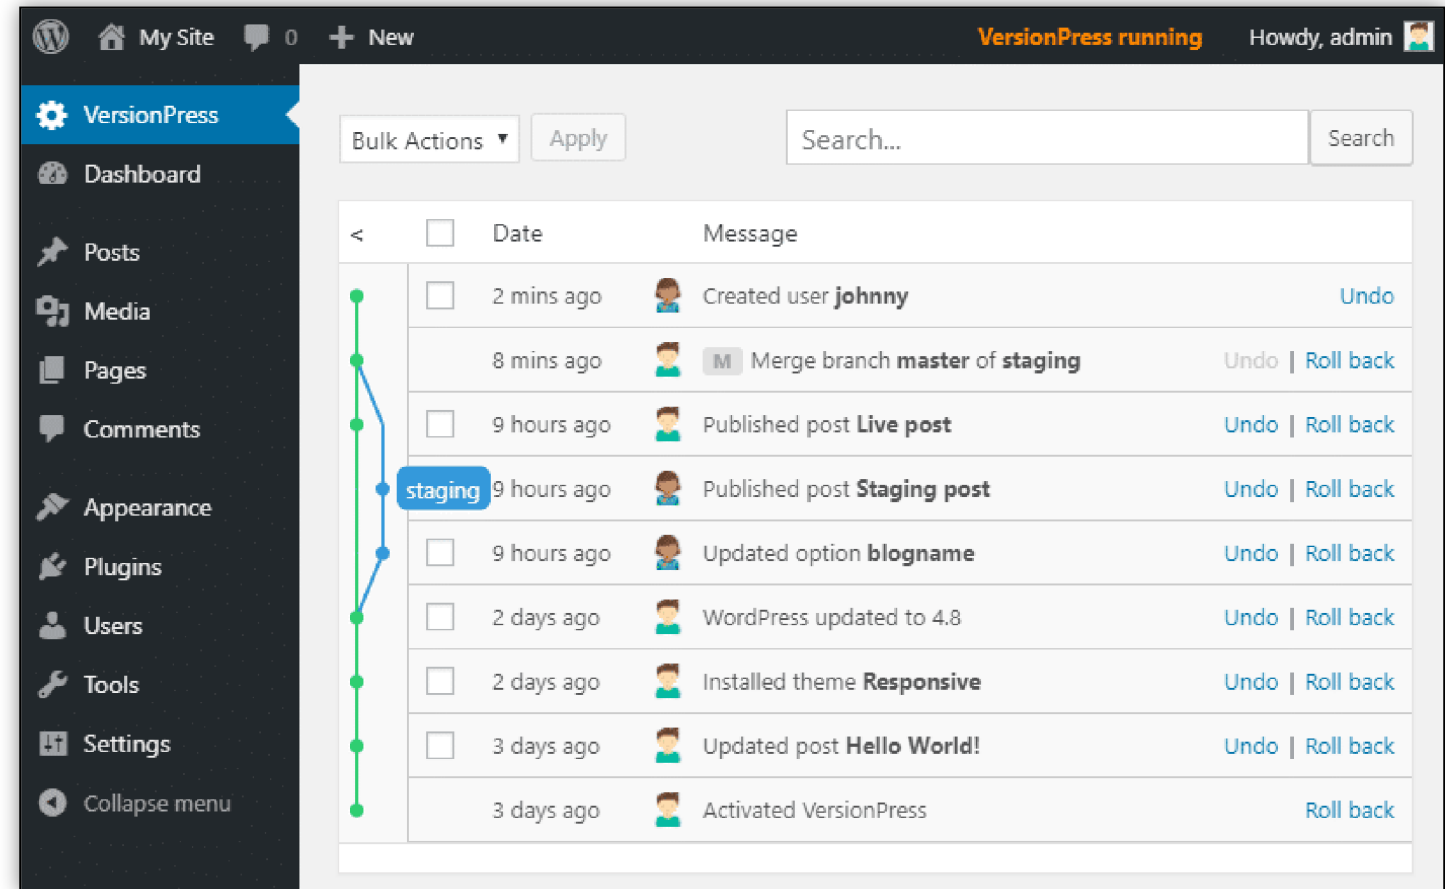 My Site 0 New VersionPress running Howdy, admin
VersionPress
Dashboard
Posts
Media
Pages
Comments
Appearance
Plugins
Users
Tools
Settings
Collapse menu
Bulk Actions Apply Search... Search
< Date Message
2 mins ago Created user johnny Undo
8 mins ago M Merge branch master of staging Undo | Roll back
9 hours ago Published post Live post Undo | Roll back
staging 9 hours ago Published post Staging post Undo | Roll back
9 hours ago Updated option blogname Undo | Roll back
2 days ago WordPress updated to 4.8 Undo | Roll back
2 days ago Installed theme Responsive Undo | Roll back
3 days ago Updated post Hello World! Undo | Roll back
3 days ago Activated VersionPress Roll back